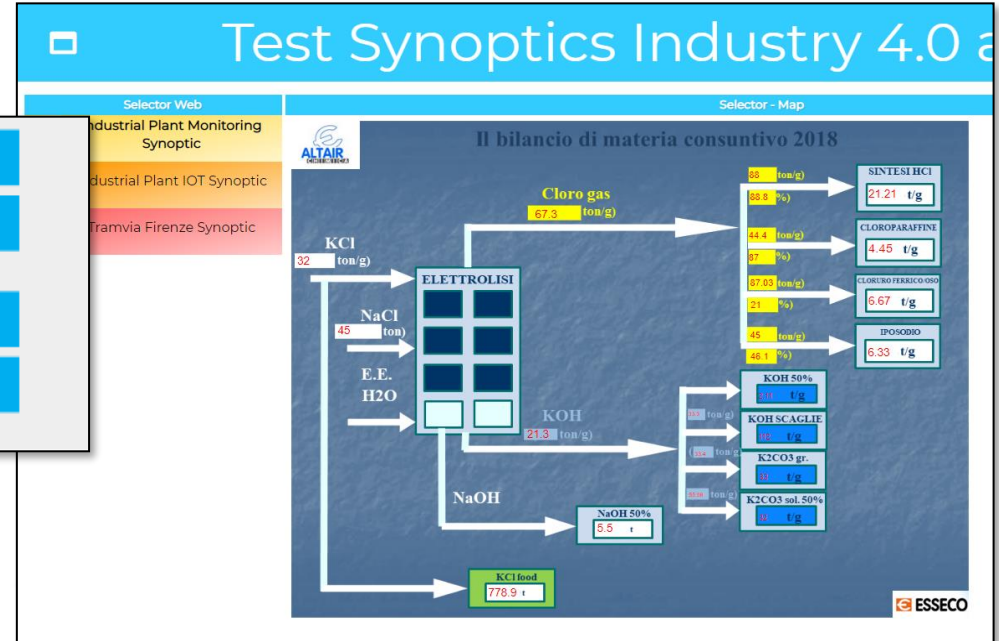 Test Synoptics Industry 4.0
Selector Web
Selector - Map
Industrial Plant Monitoring
Synoptic
Industrial Plant IOT Synoptic
Tramvia Firenze Synoptic
ALTAIR
CHIMICA
Il bilancio di materia consuntivo 2018
Cloro gas
67.3 ton/g)
KCl
32 ton/g)
NaCl
45 ton)
E.E.
H2O
ELETTROLISI
KOH
21.3 ton/g)
NaOH
NaOH 50%
5.5 t
KCl food
778.9 t
88 ton/g)
88.8 %)
SINTESI HCl
21.21 t/g
44.4 ton/g)
87 %)
CLOROPARAFFINE
4.45 t/g
87.03 ton/g)
21 %)
CLORURO FERRICO/OSO
6.67 t/g
45 ton/g)
46.1 %)
IPOSODIO
6.33 t/g
KOH 50%
t/g
ton/g)
KOH SCAGLIE
t/g
ton/g
K2CO3 gr.
t/g
ton/g)
K2CO3 sol. 50%
t/g
ESSECO